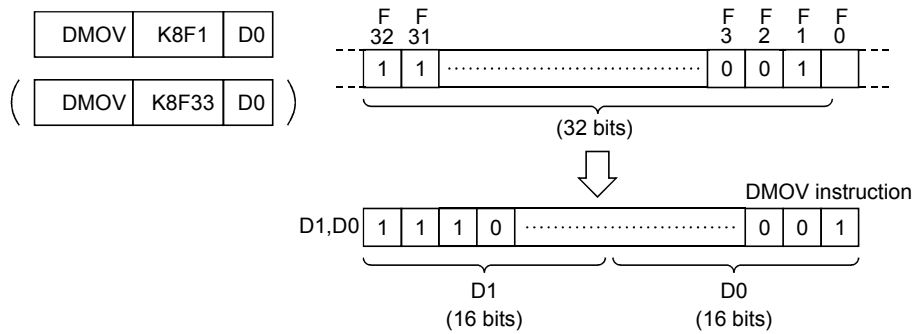 DMOV K8F1 D0
( DMOV K8F33 D0 )
F F F F F F
32 31 3 2 1 0
1 1 0 0 1
(32 bits)
DMOV instruction
D1,D0 1 1 1 0 0 0 1
D1 D0
(16 bits) (16 bits)